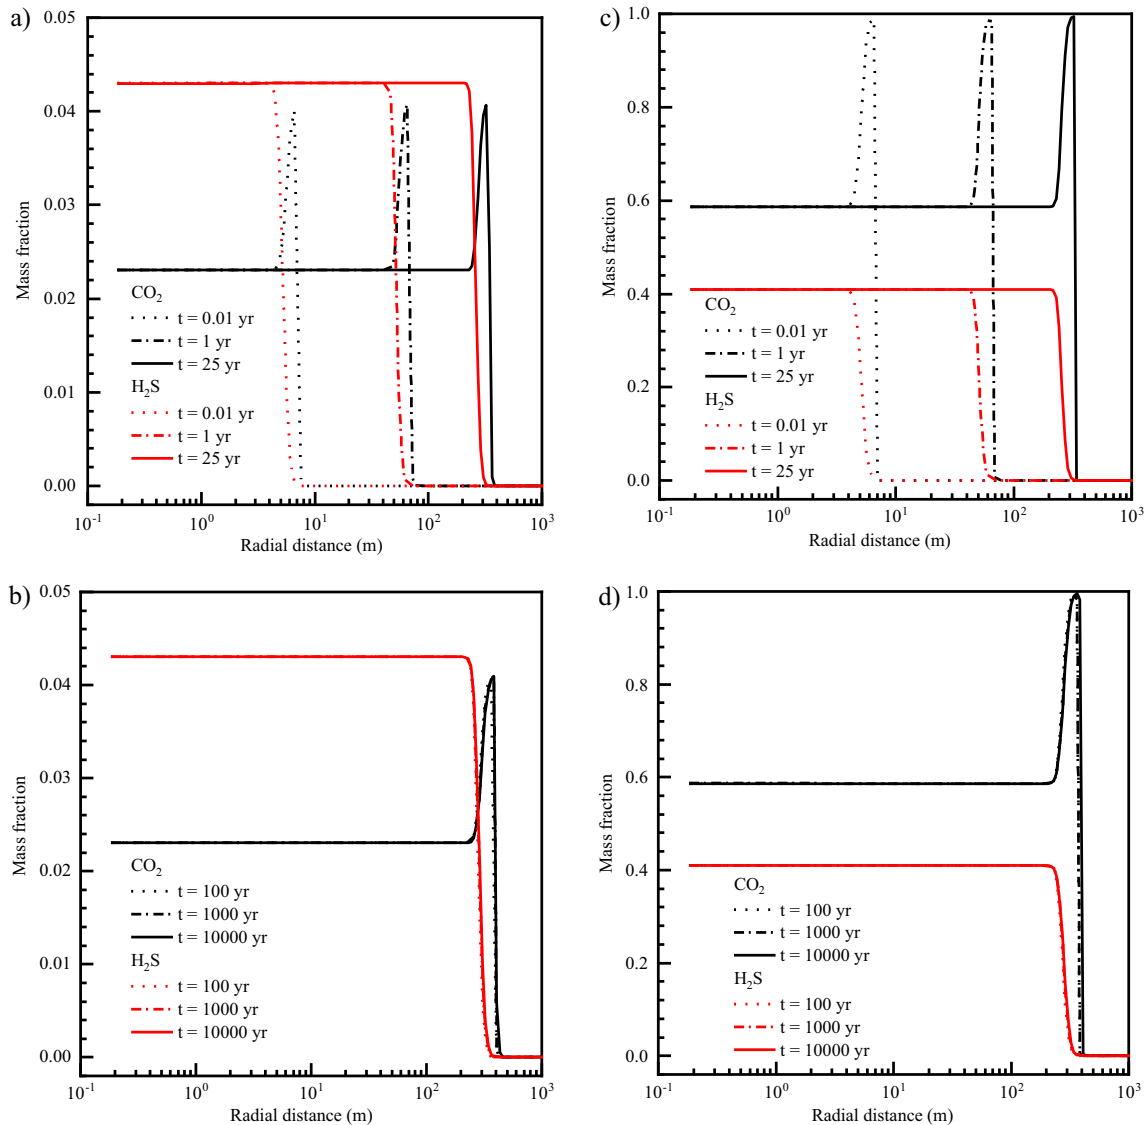 a)
0.05
0.04
0.03
0.02
0.01
0.00
Mass fraction
CO2
t = 0.01 yr
t = 1 yr
t = 25 yr
H2S
t = 0.01 yr
t = 1 yr
t = 25 yr
10-1 100 101 102 103
Radial distance (m)
c)
1.0
0.8
0.6
0.4
0.2
0.0
Mass fraction
CO2
t = 0.01 yr
t = 1 yr
t = 25 yr
H2S
t = 0.01 yr
t = 1 yr
t = 25 yr
10-1 100 101 102 103
Radial distance (m)
b)
0.05
0.04
0.03
0.02
0.01
0.00
Mass fraction
CO2
t = 100 yr
t = 1000 yr
t = 10000 yr
H2S
t = 100 yr
t = 1000 yr
t = 10000 yr
10-1 100 101 102 103
Radial distance (m)
d)
1.0
0.8
0.6
0.4
0.2
0.0
Mass fraction
CO2
t = 100 yr
t = 1000 yr
t = 10000 yr
H2S
t = 100 yr
t = 1000 yr
t = 10000 yr
10-1 100 101 102 103
Radial distance (m)